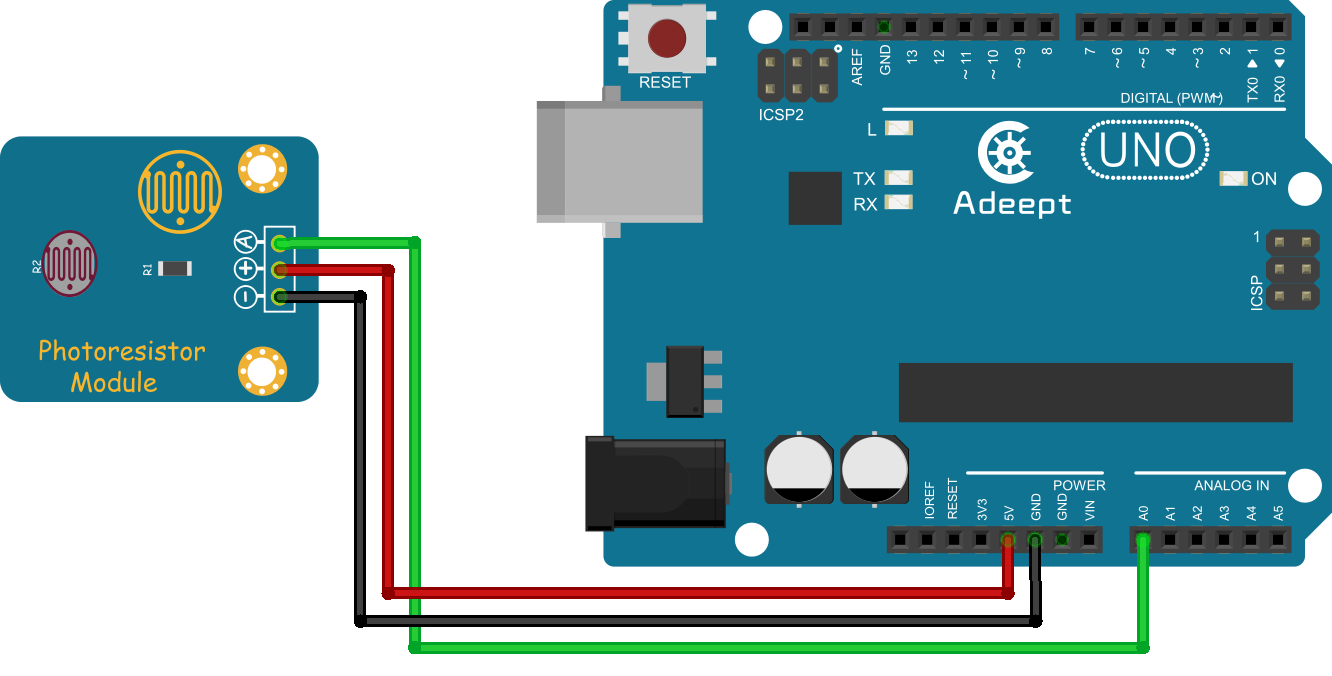 RESET
ICSP2
AREF
GND
13
12
~ 11
~ 10
~ 9
8
7
~ 6
~ 5
4
~ 3
2
TX0 ▶ 1
RX0 ◀ 0
DIGITAL (PWM~)
L
TX
RX
Adeept
UNO
ON
1
ICSP
R2
R1
A
+
-
Photoresistor
Module
IOREF
RESET
3V3
5V
GND
GND
VIN
POWER
ANALOG IN
A0
A1
A2
A3
A4
A5